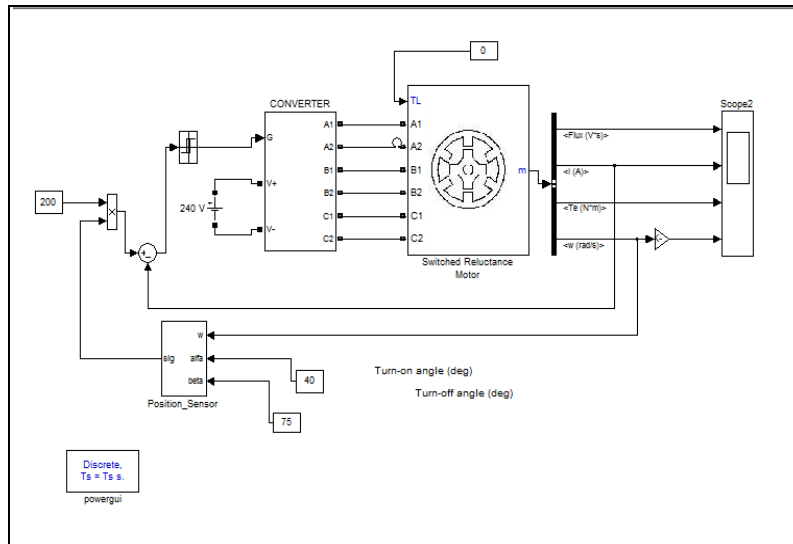 0
CONVERTER
Scope2
TL
A1
A1
G
<Flux (V*s)>
A2
A2
B1
B1
m
<I (A)>
V+
200
B2
B2
240 V
<Te (N*m)>
C1
C1
V-
C2
C2
<w (rad/s)>
Switched Reluctance
Motor
w
sig
alfa
beta
Position_Sensor
40
75
Turn-on angle (deg)
Turn-off angle (deg)
Discrete,
Ts = Ts s.
powergui